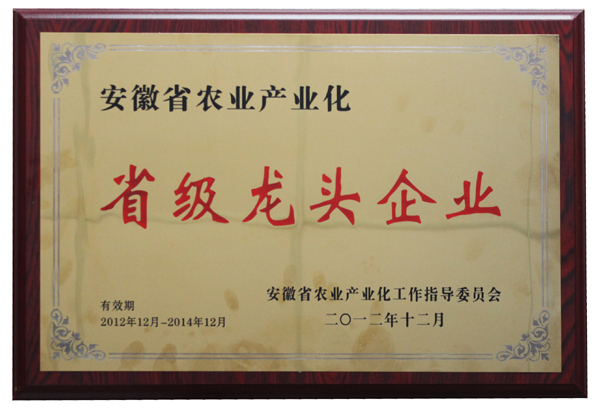 安徽省农业产业化
省级龙头企业
安徽省农业产业化工作指导委员会
有效期
二〇一二年十二月
2012年12月-2014年12月